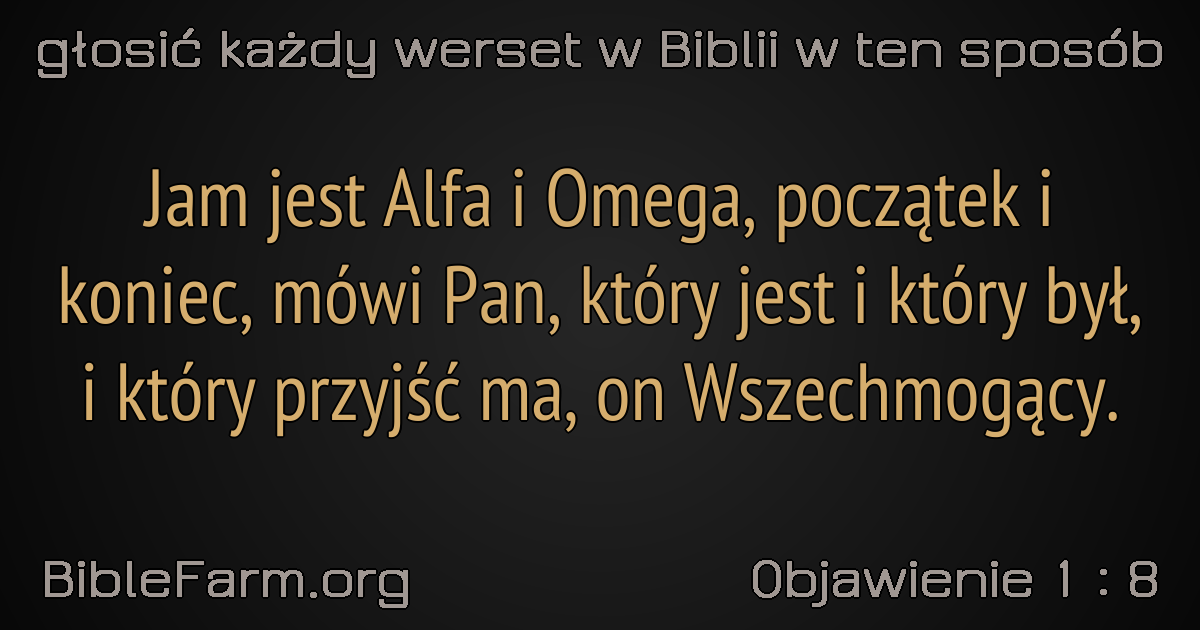 głosić każdy werset w Biblii w ten sposób
Jam jest Alfa i Omega, początek i
koniec, mówi Pan, który jest i który był,
i który przyjść ma, on Wszechmogący.
BibleFarm.org
Objawienie 1 : 8